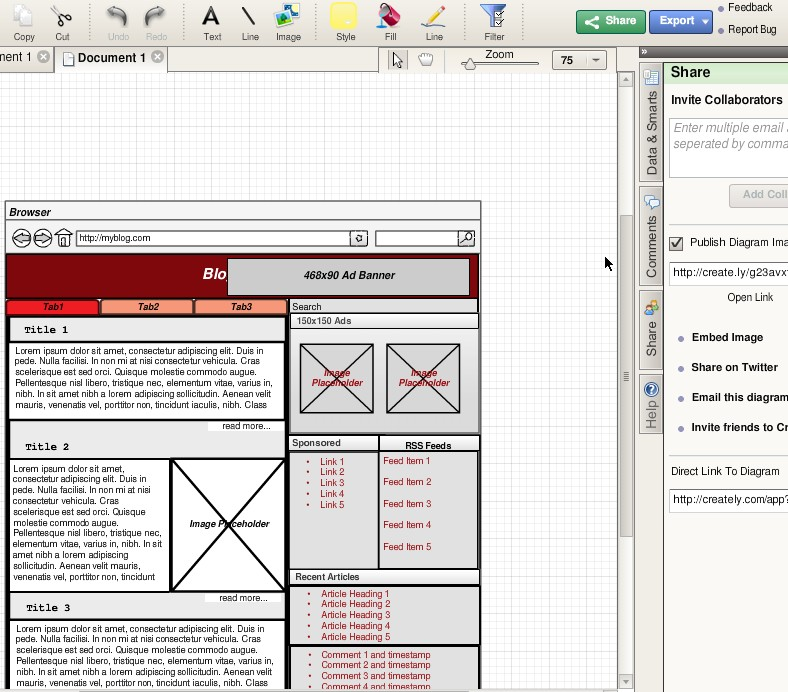 Copy Cut Undo Redo Text Line Image Style Fill Line Filter
Share
Export
Feedback
Report Bug
ment 1
Document 1
Zoom
75
»
Share
Data & Smarts
Comments
Share
Help
Invite Collaborators
Enter multiple email
seperated by comma
Add Coll
Publish Diagram Ima
http://create.ly/g23avx
Open Link
Embed Image
Share on Twitter
Email this diagram
Invite friends to Cr
Direct Link To Diagram
http://creately.com/app?
Browser
http://myblog.com
Blo
468x90 Ad Banner
Tab1 Tab2 Tab3
Title 1
Lorem ipsum dolor sit amet, consectetur adipiscing elit. Duis in
pede. Nulla facilisi. In non mi at nisi consectetur vehicula. Cras
scelerisque est sed orci. Quisque molestie commodo augue.
Pellentesque nisl libero, tristique nec, elementum vitae, varius in,
nibh. In sit amet nibh a lorem adipiscing sollicitudin. Aenean velit
mauris, venenatis vel, porttitor non, tincidunt iaculis, nibh. Class
read more...
Title 2
Lorem ipsum dolor sit amet,
consectetur adipiscing elit. Duis in
pede. Nulla facilisi. In non mi at nisi
consectetur vehicula. Cras
scelerisque est sed orci. Quisque
molestie commodo augue.
Pellentesque nisl libero, tristique nec,
elementum vitae, varius in, nibh. In sit
amet nibh a lorem adipiscing
sollicitudin. Aenean velit mauris,
venenatis vel, porttitor non, tincidunt
Image Placeholder
read more...
Title 3
Lorem ipsum dolor sit amet, consectetur adipiscing elit. Duis in
pede. Nulla facilisi. In non mi at nisi consectetur vehicula. Cras
scelerisque est sed orci. Quisque molestie commodo augue.
Pellentesque nisl libero, tristique nec, elementum vitae, varius in,
nibh. In sit amet nibh a lorem adipiscing sollicitudin. Aenean velit
mauris, venenatis vel, porttitor non, tincidunt iaculis, nibh. Class
Search
150x150 Ads
Image
Placeholder
Image
Placeholder
Sponsored
Link 1
Link 2
Link 3
Link 4
Link 5
RSS Feeds
Feed Item 1
Feed Item 2
Feed Item 3
Feed Item 4
Feed Item 5
Recent Articles
Article Heading 1
Article Heading 2
Article Heading 3
Article Heading 4
Article Heading 5
Comment 1 and timestamp
Comment 2 and timestamp
Comment 3 and timestamp
Comment 4 and timestamp